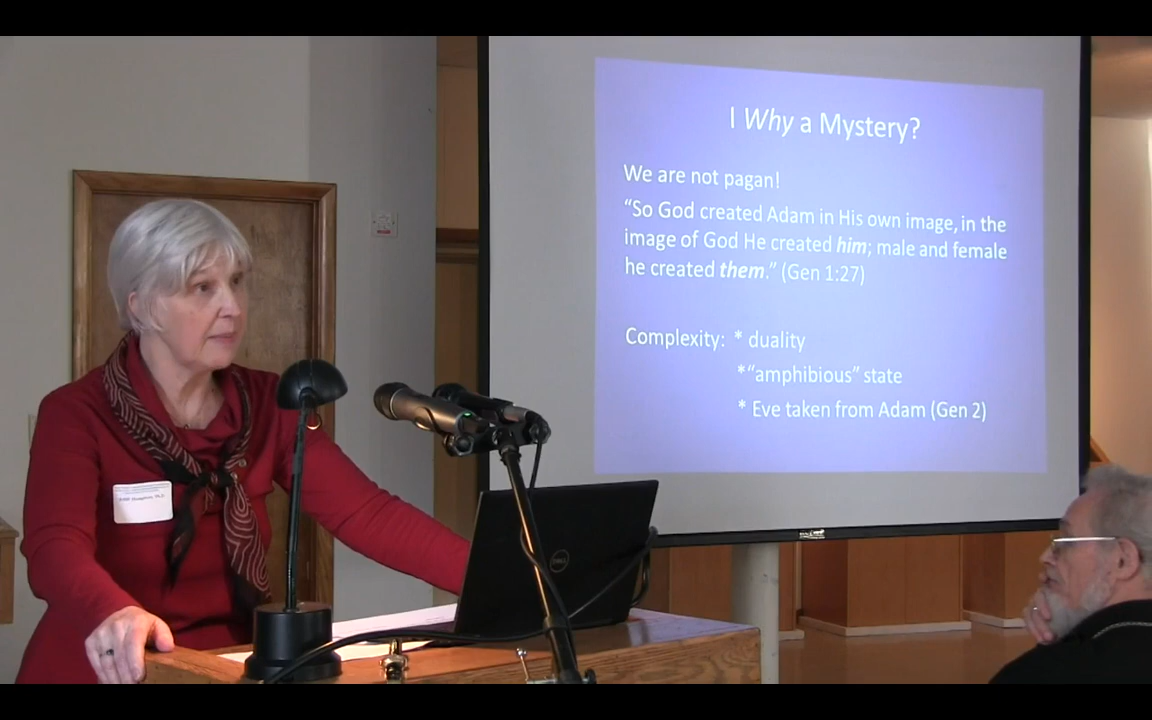 I Why a Mystery?
We are not pagan!
“So God created Adam in His own image, in the
image of God He created him; male and female
he created them.” (Gen 1:27)
Complexity: * duality
*“amphibious” state
* Eve taken from Adam (Gen 2)
DELL